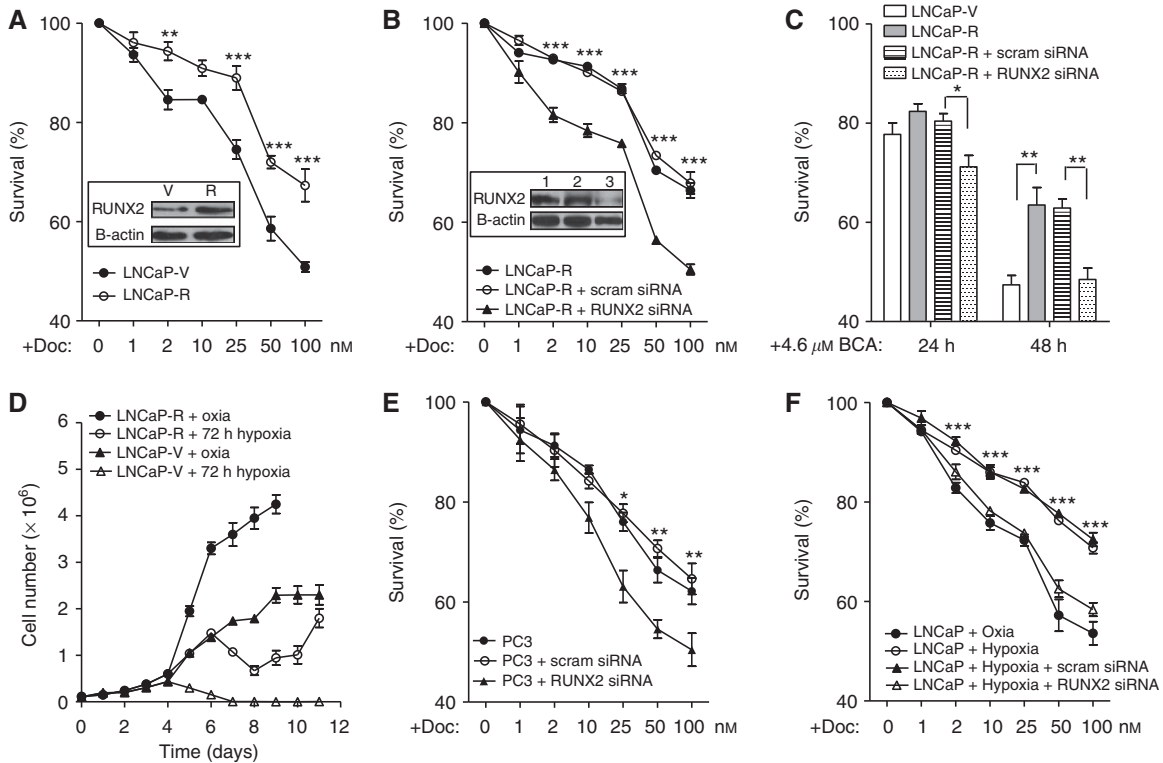 A
100
80
60
40
Survival (%)
**
***
***
***
V R
RUNX2
B-actin
LNCaP-V
LNCaP-R
+Doc: 0 1 2 10 25 50 100 nM
B
100
80
60
40
Survival (%)
***
***
***
***
***
1 2 3
RUNX2
B-actin
LNCaP-R
LNCaP-R + scram siRNA
LNCaP-R + RUNX2 siRNA
+Doc: 0 1 2 10 25 50 100 nM
C
LNCaP-V
LNCaP-R
LNCaP-R + scram siRNA
LNCaP-R + RUNX2 siRNA
100
80
60
40
Survival (%)
*
**
**
+4.6 μM BCA: 24 h 48 h
D
LNCaP-R + oxia
LNCaP-R + 72 h hypoxia
LNCaP-V + oxia
LNCaP-V + 72 h hypoxia
6
5
4
3
2
1
0
Cell number (× 10⁶)
0 2 4 6 8 10 12
Time (days)
E
100
80
60
40
Survival (%)
*
**
**
PC3
PC3 + scram siRNA
PC3 + RUNX2 siRNA
+Doc: 0 1 2 10 25 50 100 nM
F
100
80
60
40
Survival (%)
***
***
***
***
***
LNCaP + Oxia
LNCaP + Hypoxia
LNCaP + Hypoxia + scram siRNA
LNCaP + Hypoxia + RUNX2 siRNA
+Doc: 0 1 2 10 25 50 100 nM